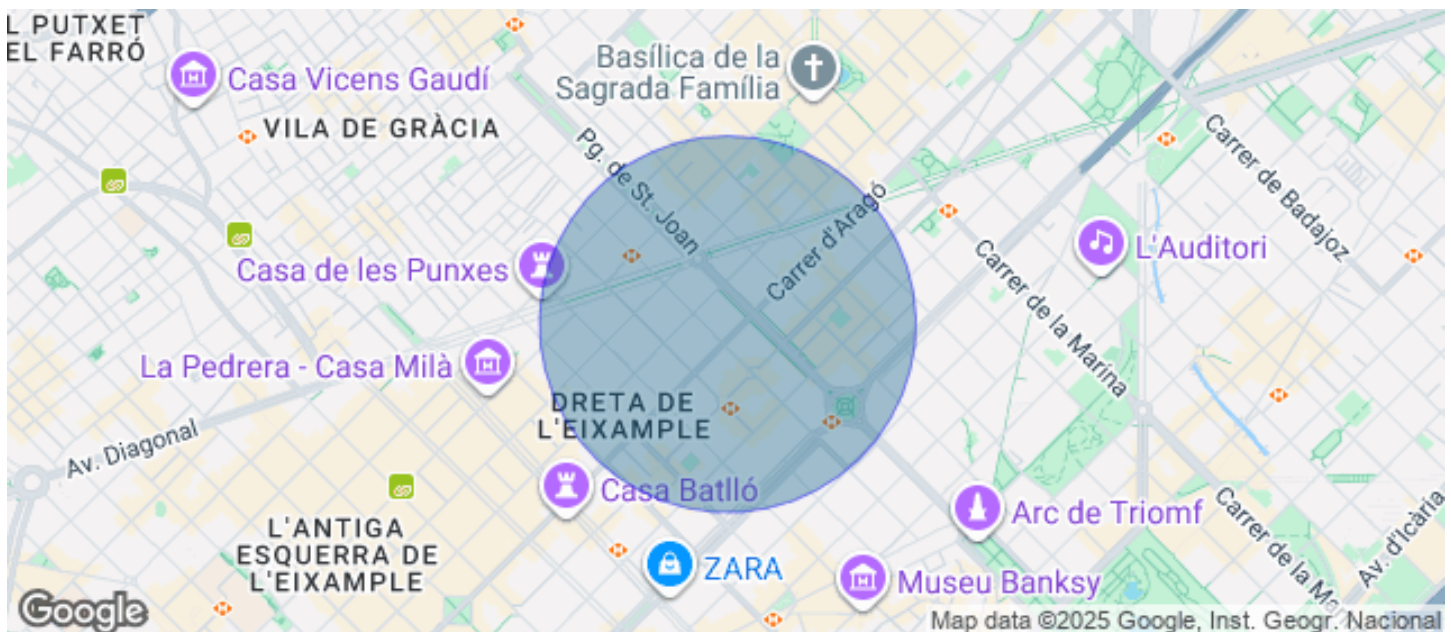 L PUTXET
EL FARRÓ
Casa Vicens Gaudí
VILA DE GRÀCIA
Basílica de la
Sagrada Família
Pg. de St. Joan
Carrer d'Aragó
Carrer de Badajoz
L'Auditori
Casa de les Punxes
Carrer de la Marina
La Pedrera - Casa Milà
DRETA DE
L'EIXAMPLE
Av. Diagonal
Casa Batlló
Arc de Triomf
L'ANTIGA
ESQUERRA DE
L'EIXAMPLE
ZARA
Museu Banksy
Carrer de la Ma
Av. d'Icària
Google
Map data ©2025 Google, Inst. Geogr. Nacional